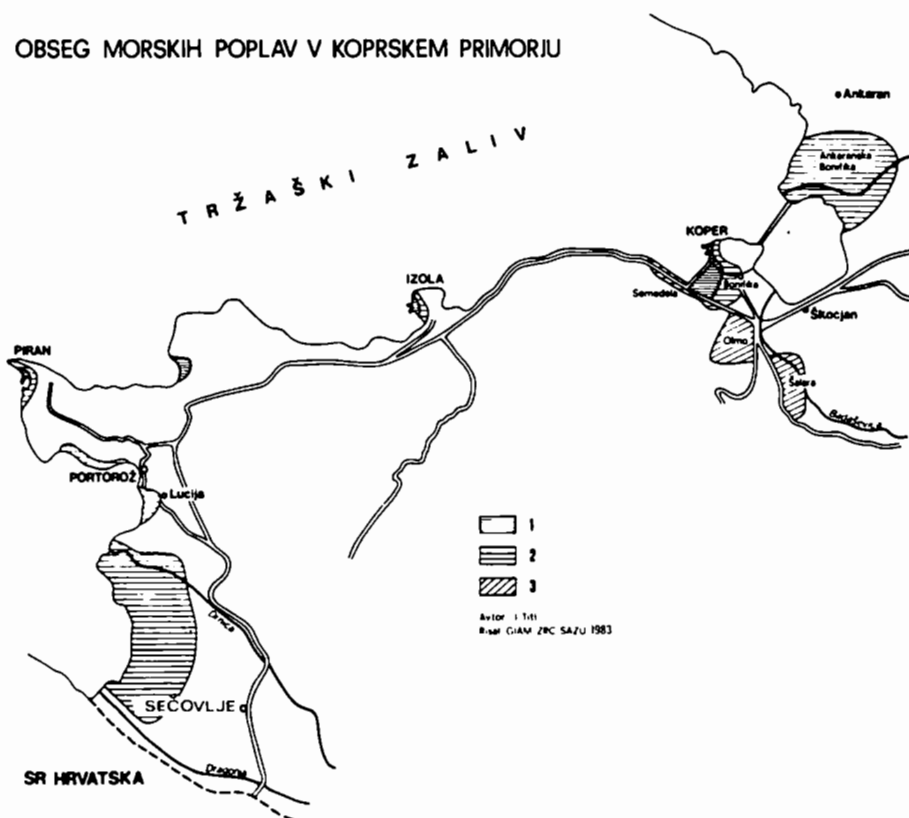 OBSEG MORSKIH POPLAV V KOPRSKEM PRIMORJU
Ankaran
Ankaranska
Bonifika
TRŽAŠKI ZALIV
KOPER
Bonifika
IZOLA
Semedela
Škocjan
Olmo
PIRAN
Šalara
PORTOROŽ
Lucija
1
2
3
Avtor
Risal GIAM ZRC SAZU 1983
Drnica
SEČOVLJE
Dragonja
SR HRVATSKA